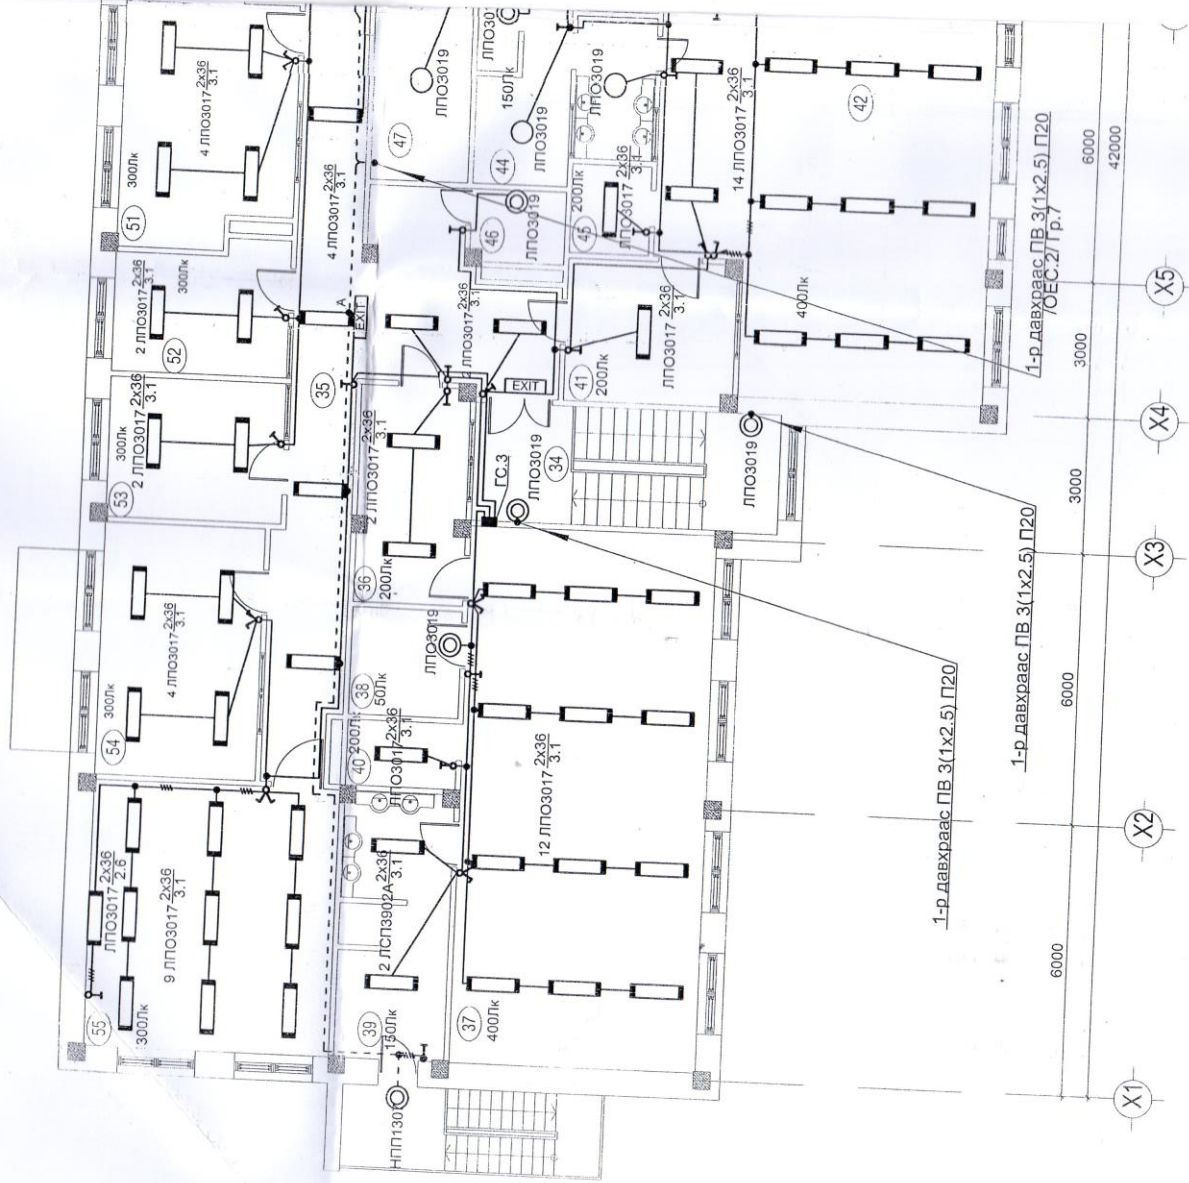 51
300Лк
4 ЛПО3017 2x36
3.1
52
300Лк
2 ЛПО3017 2x36
3.1
53
300Лк
2 ЛПО3017 2x36
3.1
54
300Лк
4 ЛПО3017 2x36
3.1
55
300Лк
ЛПО3017 2x36
2.6
9 ЛПО3017 2x36
3.1
35
4 ЛПО3017 2x36
3.1
A
EXIT
47
ЛПО3019
44
150Лк
ЛПО3019
ЛПО3019
ЛПО3019
46
ЛПО3019
45
200Лк
ЛПО3017 2x36
3.1
42
14 ЛПО3017 2x36
3.1
400Лк
41
200Лк
ЛПО3017 2x36
3.1
2 ЛПО3017 2x36
3.1
EXIT
34
ЛПО3019
ГС.3
ЛПО3019
36
200Лк
2 ЛПО3017 2x36
3.1
38
50Лк
ЛПО3019
40
200Лк
ЛПО3017 2x36
3.1
39
150Лк
2 ЛСП3902А 2x36
3.1
37
400Лк
12 ЛПО3017 2x36
3.1
НПП130
1-р давхраас ПВ 3(1x2.5) П20
/ОЕС.2/Гр.7
1-р давхраас ПВ 3(1x2.5) П20
1-р давхраас ПВ 3(1x2.5) П20
6000
6000
3000
3000
6000
42000
X1
X2
X3
X4
X5